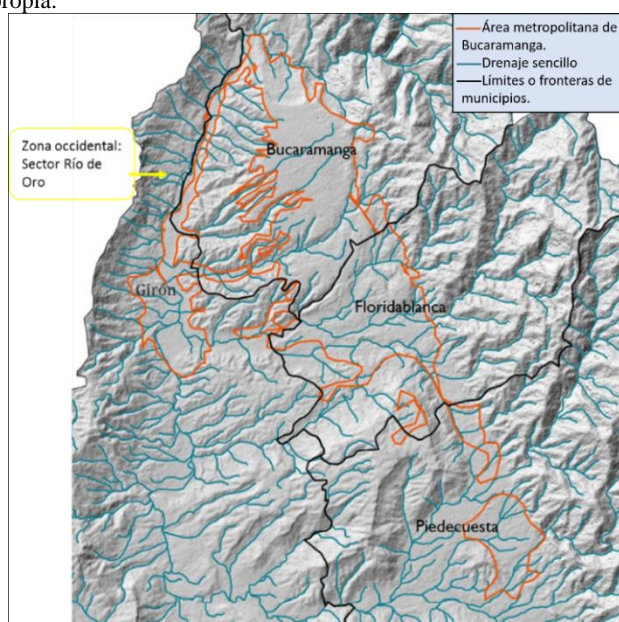 propia.
Área metropolitana de
Bucaramanga.
Drenaje sencillo
Límites o fronteras de
municipios.
Zona occidental:
Sector Río de
Oro
Bucaramanga
Girón
Floridablanca
Piedecuesta